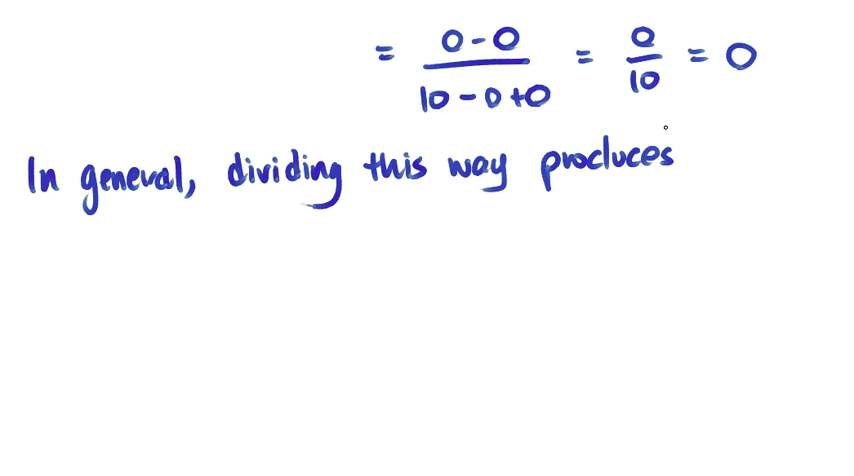 = (0 - 0)/(10 - 0 + 0) = 0/10 = 0
In general, dividing this way produces